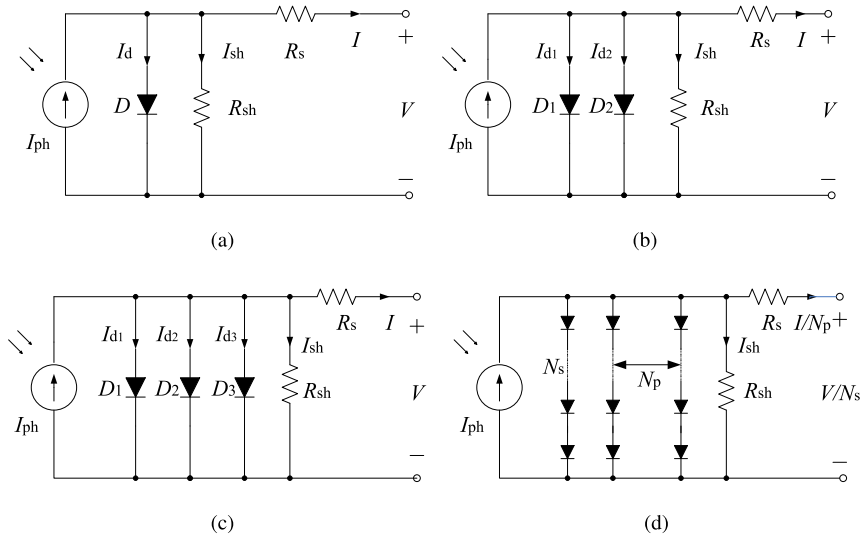 Id Ish Rs I +
D Rsh V
Iph
−
(a)
Id1 Id2 Ish Rs I +
D1 D2 Rsh V
Iph
−
(b)
Id1 Id2 Id3 Ish Rs I +
D1 D2 D3 Rsh V
Iph
−
(c)
Rs I/Np +
Ish
Ns Np
Rsh V/Ns
Iph
−
(d)